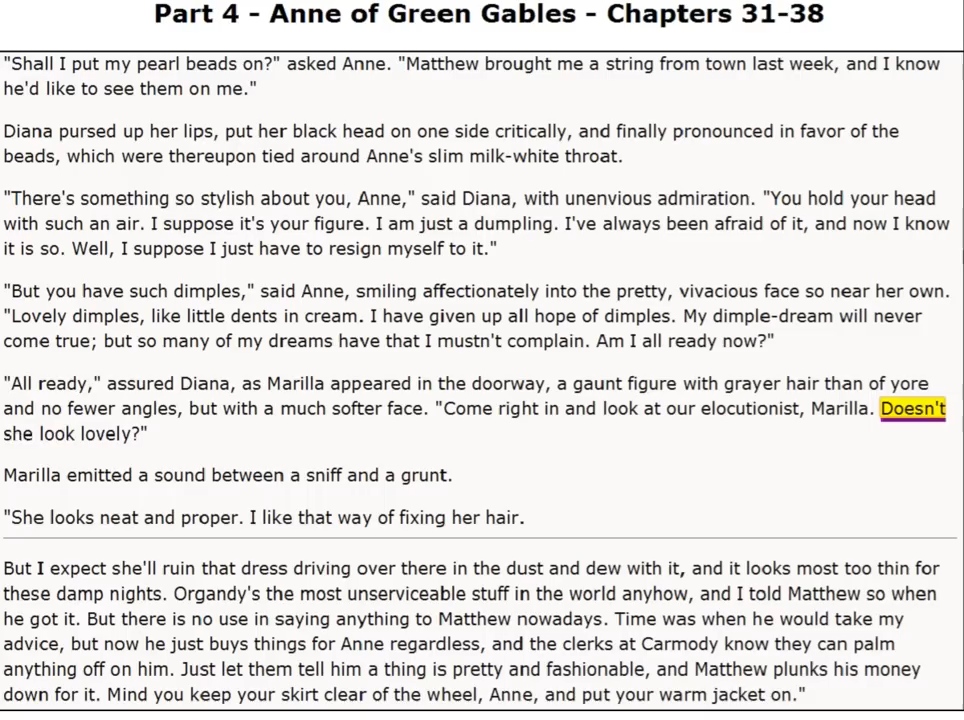 Part 4 - Anne of Green Gables - Chapters 31-38
"Shall I put my pearl beads on?" asked Anne. "Matthew brought me a string from town last week, and I know
he'd like to see them on me."
Diana pursed up her lips, put her black head on one side critically, and finally pronounced in favor of the
beads, which were thereupon tied around Anne's slim milk-white throat.
"There's something so stylish about you, Anne," said Diana, with unenvious admiration. "You hold your head
with such an air. I suppose it's your figure. I am just a dumpling. I've always been afraid of it, and now I know
it is so. Well, I suppose I just have to resign myself to it."
"But you have such dimples," said Anne, smiling affectionately into the pretty, vivacious face so near her own.
"Lovely dimples, like little dents in cream. I have given up all hope of dimples. My dimple-dream will never
come true; but so many of my dreams have that I mustn't complain. Am I all ready now?"
"All ready," assured Diana, as Marilla appeared in the doorway, a gaunt figure with grayer hair than of yore
and no fewer angles, but with a much softer face. "Come right in and look at our elocutionist, Marilla. Doesn't
she look lovely?"
Marilla emitted a sound between a sniff and a grunt.
"She looks neat and proper. I like that way of fixing her hair.
But I expect she'll ruin that dress driving over there in the dust and dew with it, and it looks most too thin for
these damp nights. Organdy's the most unserviceable stuff in the world anyhow, and I told Matthew so when
he got it. But there is no use in saying anything to Matthew nowadays. Time was when he would take my
advice, but now he just buys things for Anne regardless, and the clerks at Carmody know they can palm
anything off on him. Just let them tell him a thing is pretty and fashionable, and Matthew plunks his money
down for it. Mind you keep your skirt clear of the wheel, Anne, and put your warm jacket on."